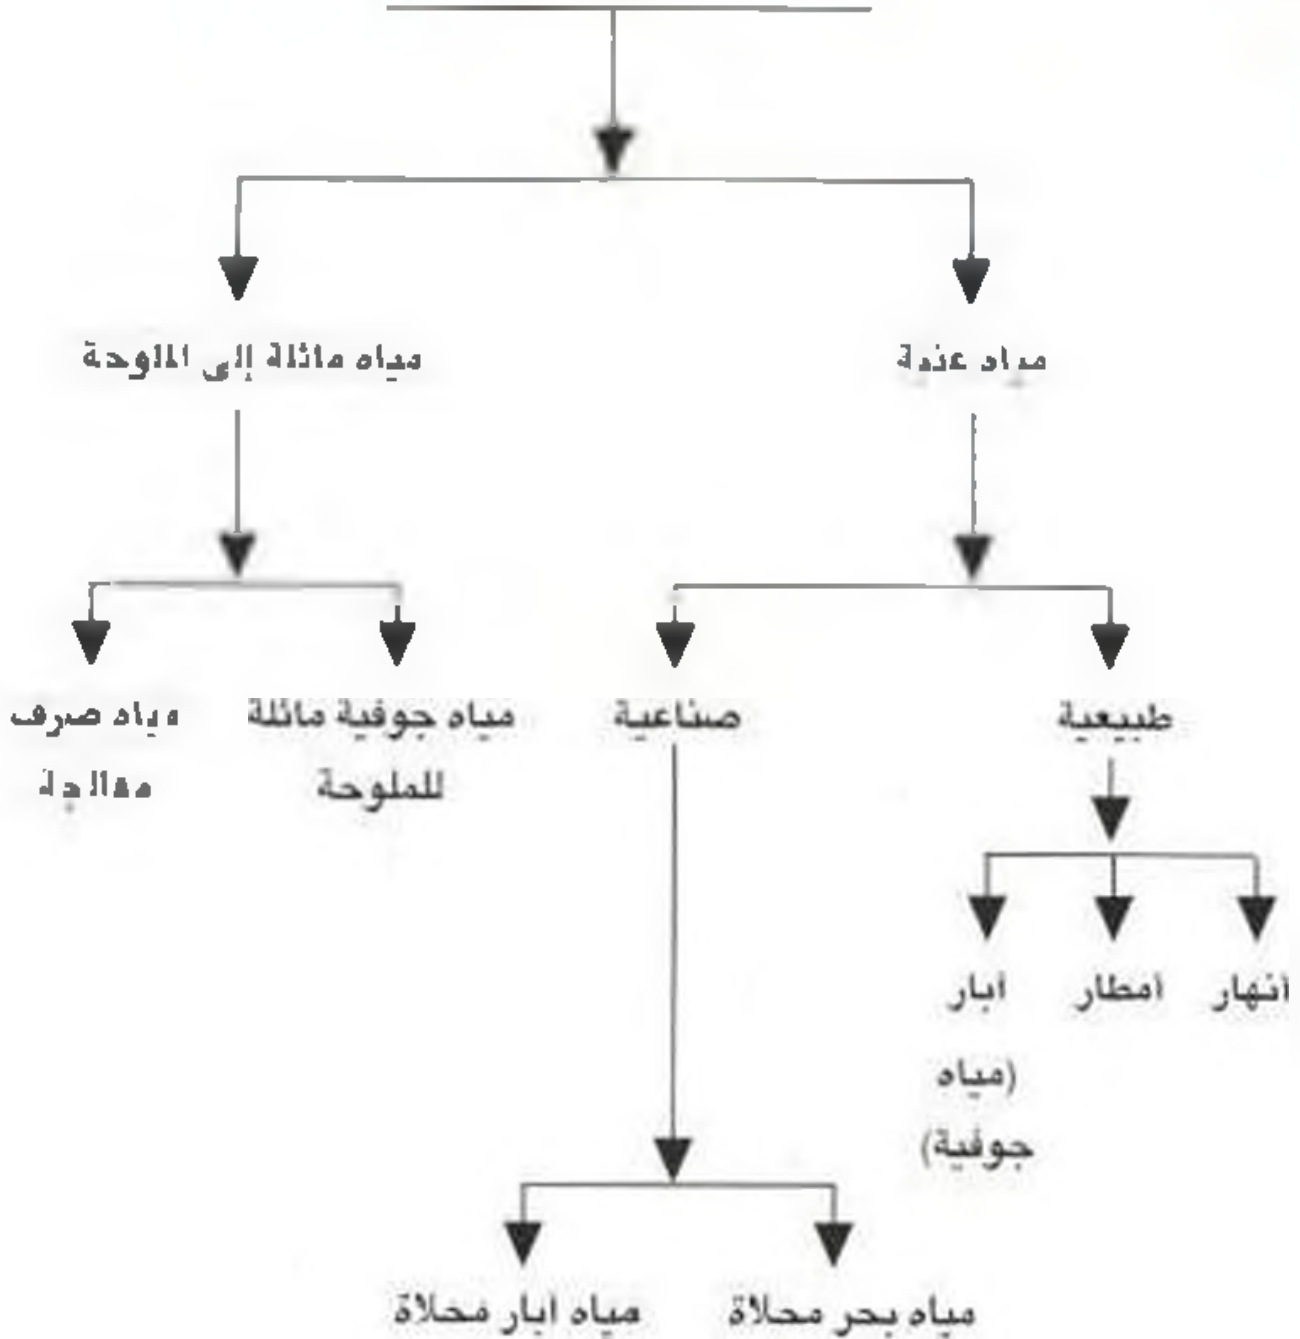 مياه عذبة
مياه مائلة إلى الملوحة
طبيعية
صناعية
مياه جوفية مائلة
للملوحة
مياه صرف
معالجة
أنهار
أمطار
آبار
(مياه
جوفية)
مياه بحر محلاة
مياه آبار محلاة